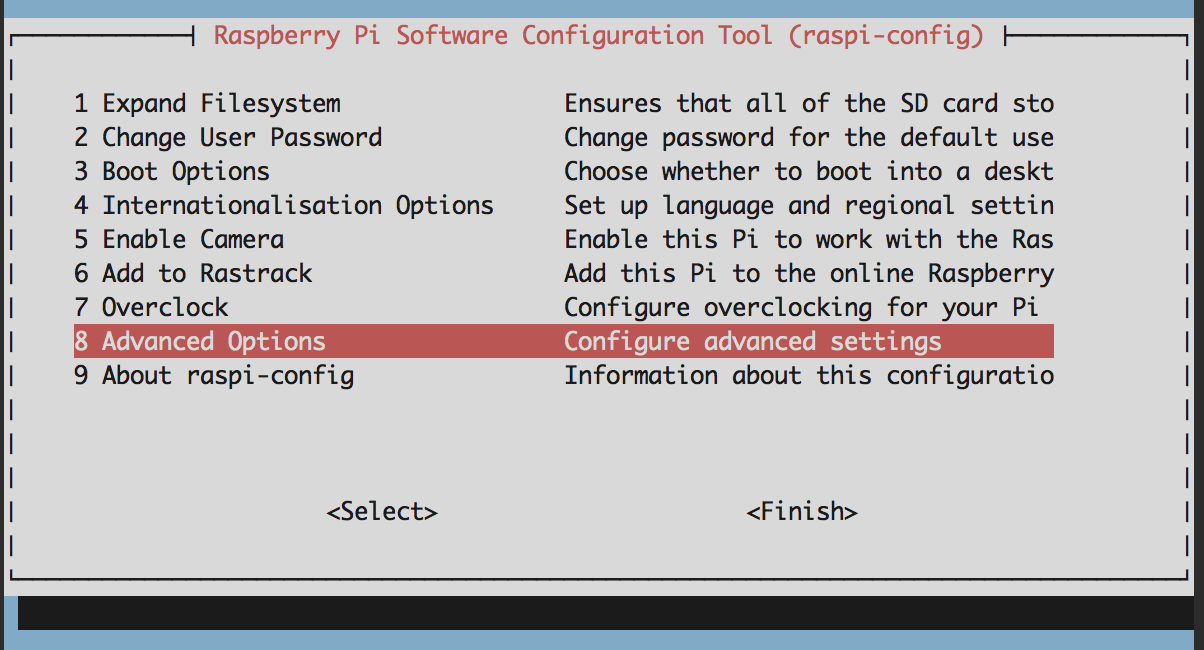 Raspberry Pi Software Configuration Tool (raspi-config)
1 Expand Filesystem Ensures that all of the SD card sto
2 Change User Password Change password for the default use
3 Boot Options Choose whether to boot into a deskt
4 Internationalisation Options Set up language and regional settin
5 Enable Camera Enable this Pi to work with the Ras
6 Add to Rastrack Add this Pi to the online Raspberry
7 Overclock Configure overclocking for your Pi
8 Advanced Options Configure advanced settings
9 About raspi-config Information about this configuratio
<Select> <Finish>